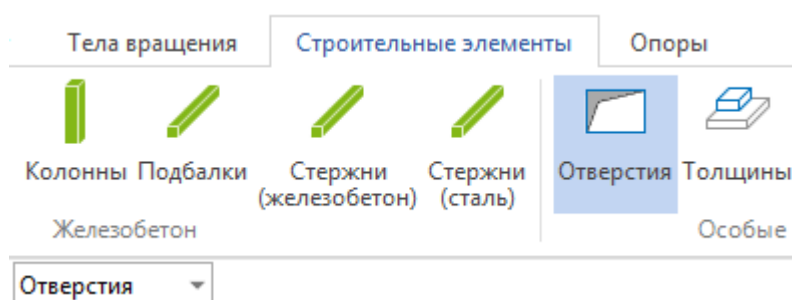 Тела вращения Строительные элементы Опоры
Колонны Подбалки Стержни Стержни Отверстия Толщины
(железобетон) (сталь)
Железобетон Особые
Отверстия